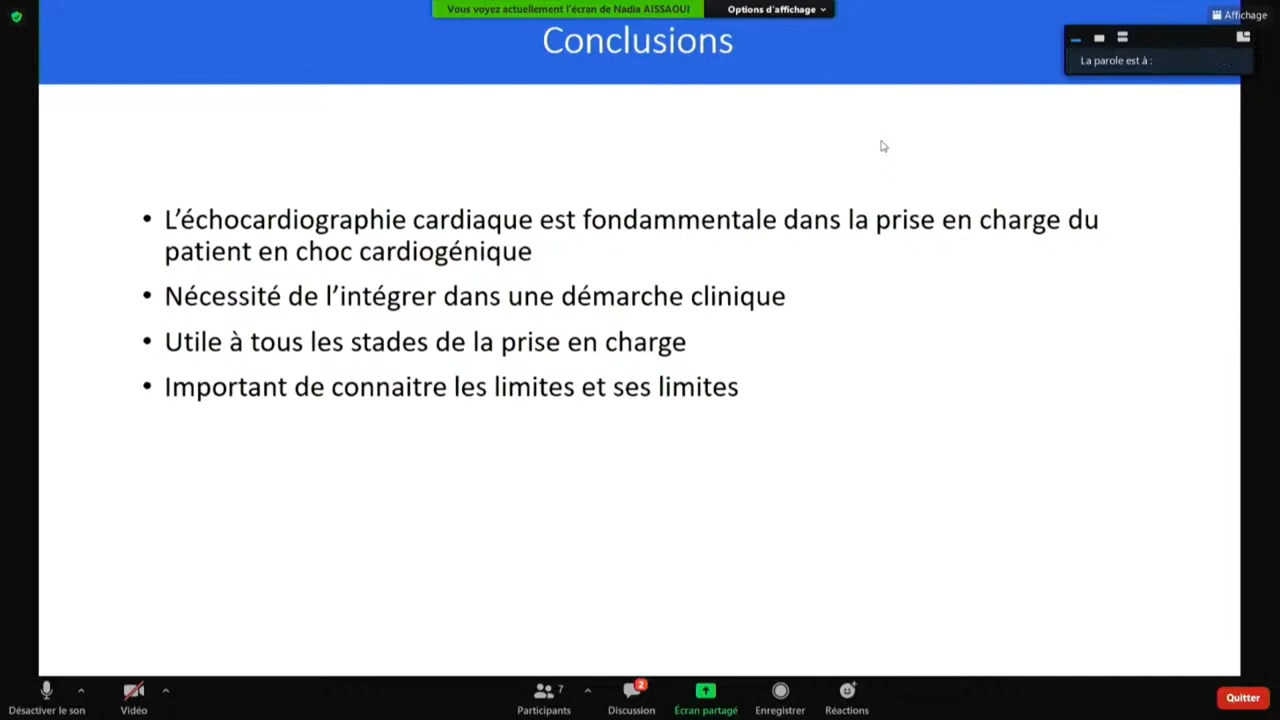 Vous voyez actuellement l'écran de Nadia AISSAOUI
Options d'affichage
Affichage
Conclusions
La parole est à :
• L'échocardiographie cardiaque est fondammentale dans la prise en charge du
patient en choc cardiogénique
• Nécessité de l'intégrer dans une démarche clinique
• Utile à tous les stades de la prise en charge
• Important de connaitre les limites et ses limites
Désactiver le son
Vidéo
Participants
7
Discussion
2
Écran partagé
Enregistrer
Réactions
Quitter